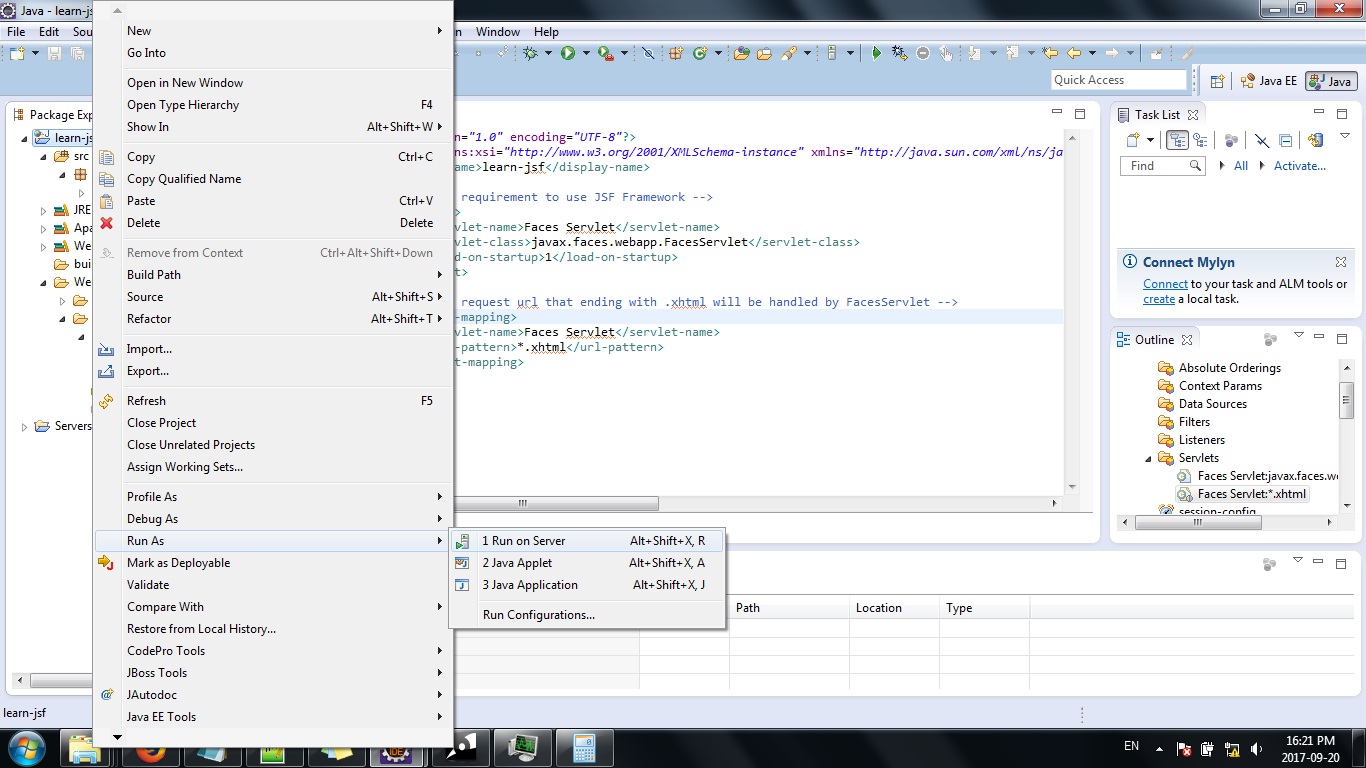 Java - learn-js
File Edit Sou n Window Help
Quick Access
Java EE
Java
Package Exp
learn-js
src
JRE
Apa
We
bui
We
Servers
New
Go Into
Open in New Window
Open Type Hierarchy F4
Show In Alt+Shift+W
Copy Ctrl+C
Copy Qualified Name
Paste Ctrl+V
Delete Delete
Remove from Context Ctrl+Alt+Shift+Down
Build Path
Source Alt+Shift+S
Refactor Alt+Shift+T
Import...
Export...
Refresh F5
Close Project
Close Unrelated Projects
Assign Working Sets...
Profile As
Debug As
Run As
Mark as Deployable
Validate
Compare With
Restore from Local History...
CodePro Tools
JBoss Tools
JAutodoc
Java EE Tools
1 Run on Server Alt+Shift+X, R
2 Java Applet Alt+Shift+X, A
3 Java Application Alt+Shift+X, J
Run Configurations...
n="1.0" encoding="UTF-8"?>
ns:xsi="http://www.w3.org/2001/XMLSchema-instance" xmlns="http://java.sun.com/xml/ns/ja
name>learn-jsf</display-name>
requirement to use JSF Framework -->
>
vlet-name>Faces Servlet</servlet-name>
vlet-class>javax.faces.webapp.FacesServlet</servlet-class>
ad-on-startup>1</load-on-startup>
t>
request url that ending with .xhtml will be handled by FacesServlet -->
-mapping>
vlet-name>Faces Servlet</servlet-name>
-pattern>*.xhtml</url-pattern>
t-mapping>
Task List
Find
All
Activate...
Connect Mylyn
Connect to your task and ALM tools or
create a local task.
Outline
Absolute Orderings
Context Params
Data Sources
Filters
Listeners
Servlets
Faces Servlet:javax.faces.we
Faces Servlet:*.xhtml
session-config
Path Location Type
learn-jsf
IDE
EN
16:21 PM
2017-09-20